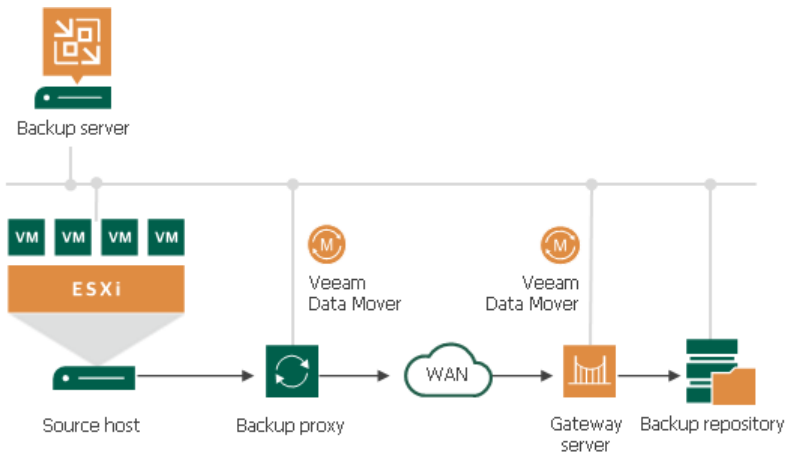 Backup server
VM VM VM VM
ESXi
M
Veeam
Data Mover
M
Veeam
Data Mover
WAN
Source host
Backup proxy
Gateway
server
Backup repository